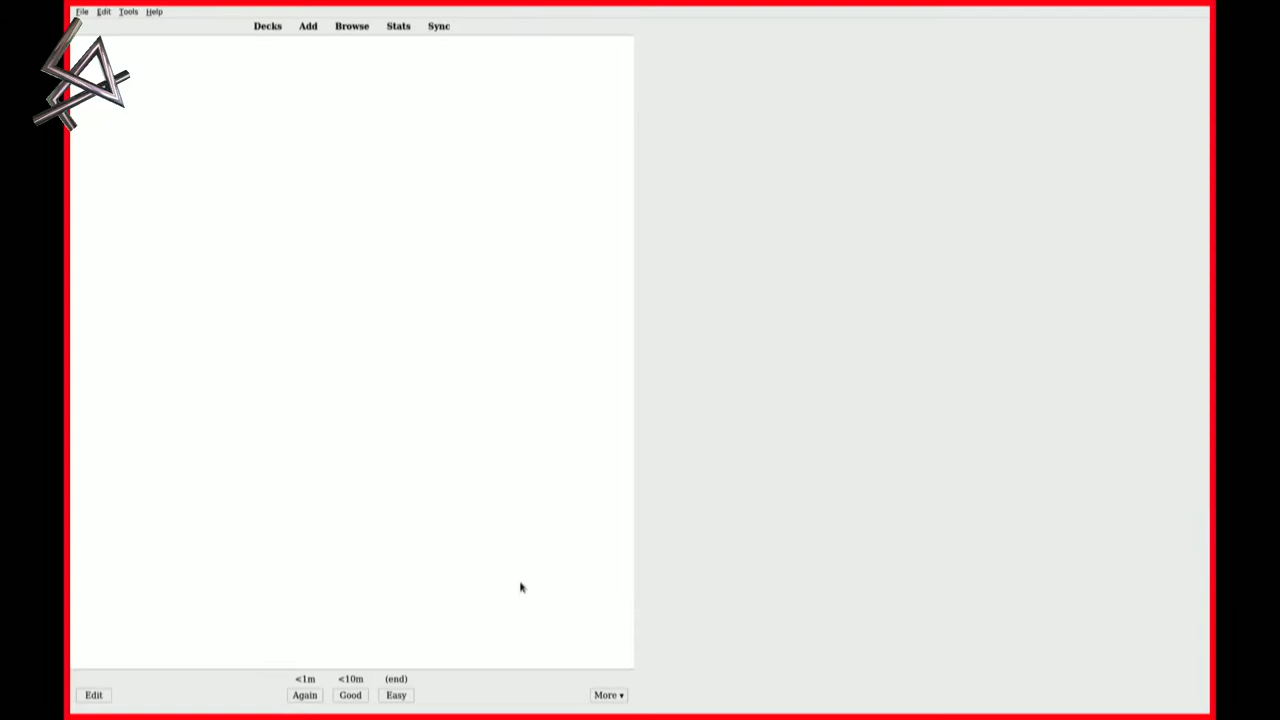 File Edit Tools Help
Decks Add Browse Stats Sync
<1m <10m (end)
Edit Again Good Easy More ▾